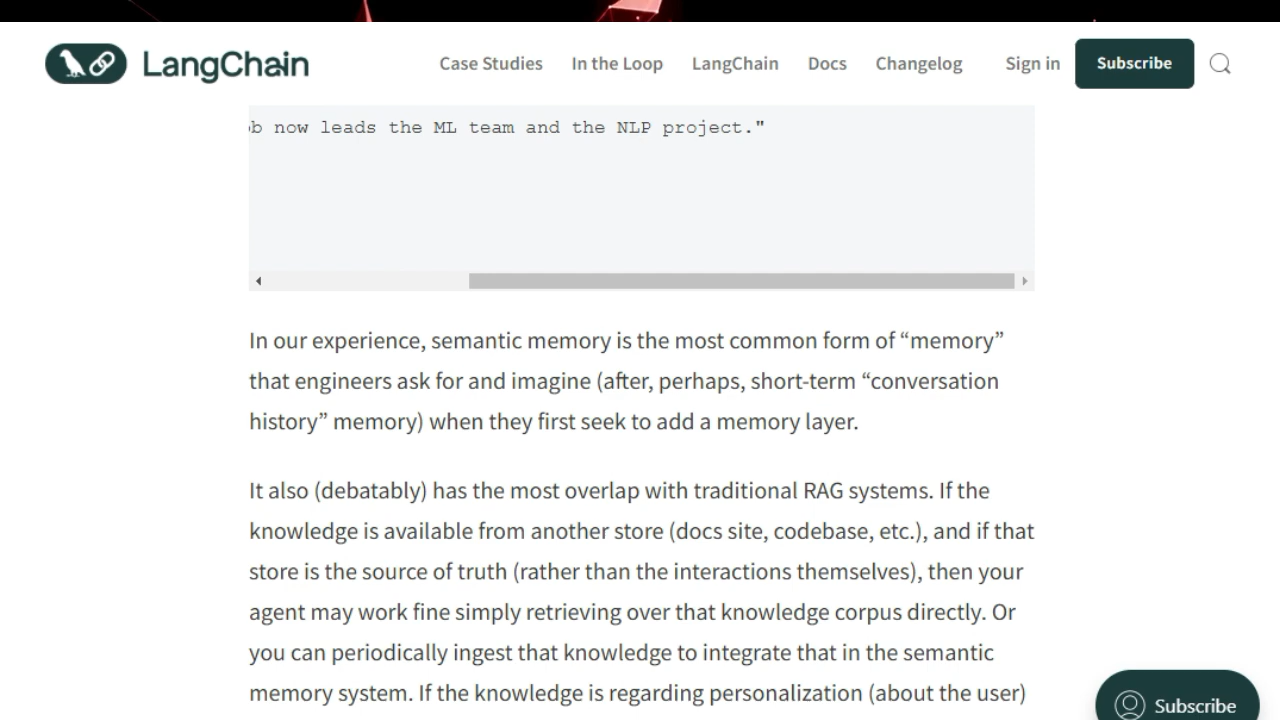 LangChain
Case Studies
In the Loop
LangChain
Docs
Changelog
Sign in
Subscribe
b now leads the ML team and the NLP project."
In our experience, semantic memory is the most common form of “memory”
that engineers ask for and imagine (after, perhaps, short-term “conversation
history” memory) when they first seek to add a memory layer.
It also (debatably) has the most overlap with traditional RAG systems. If the
knowledge is available from another store (docs site, codebase, etc.), and if that
store is the source of truth (rather than the interactions themselves), then your
agent may work fine simply retrieving over that knowledge corpus directly. Or
you can periodically ingest that knowledge to integrate that in the semantic
memory system. If the knowledge is regarding personalization (about the user)
Subscribe